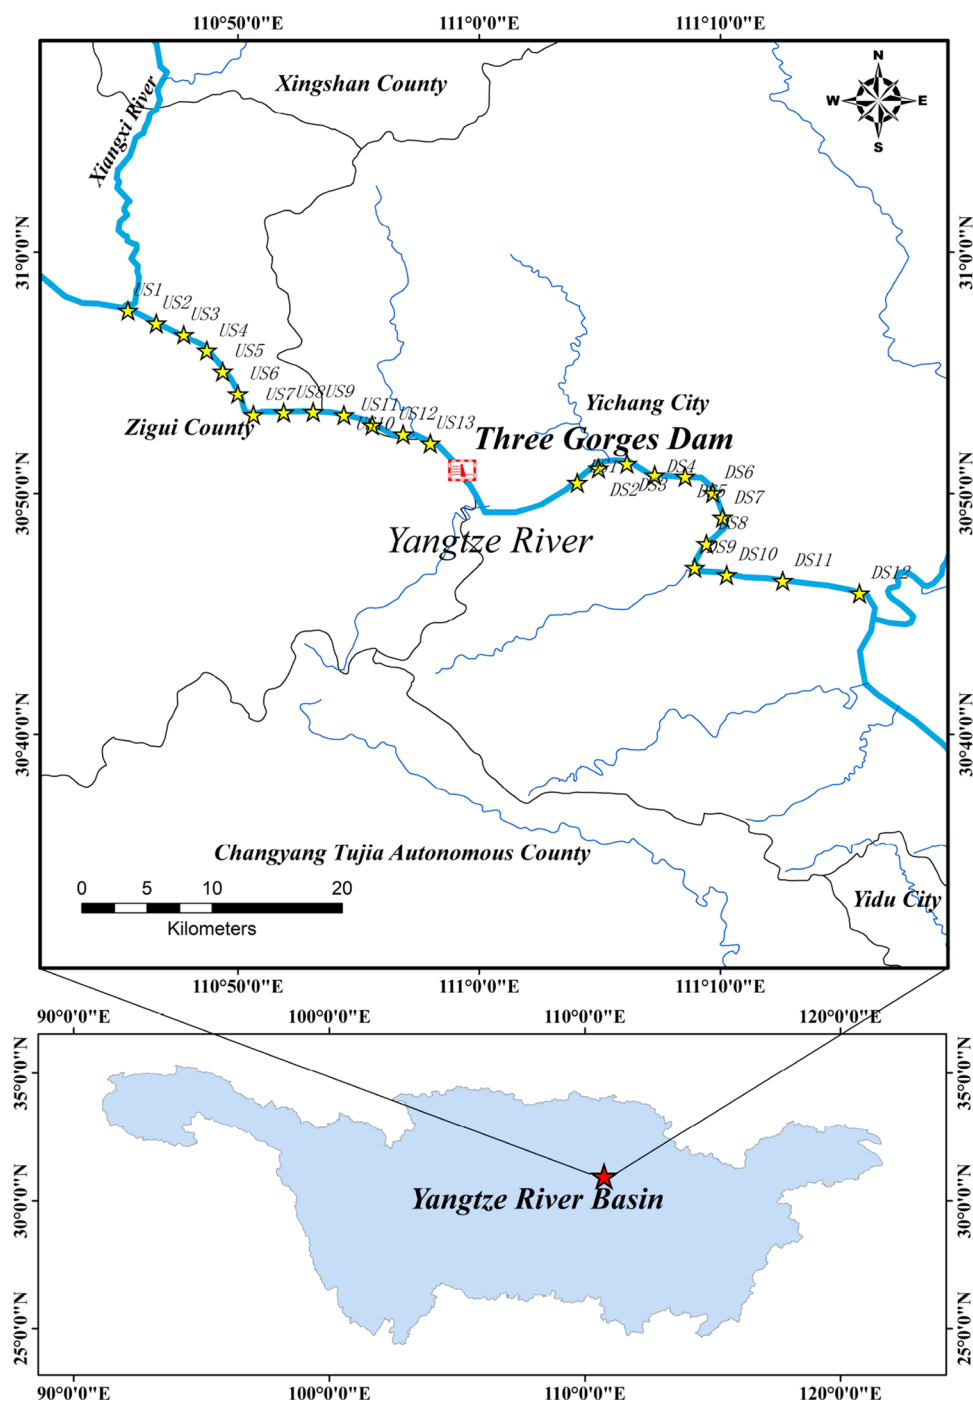 110°50'0"E 111°0'0"E 111°10'0"E
N
W E
S
Xingshan County
Xiangxi River
31°0'0"N 31°0'0"N
US1
US2
US3
US4
US5
US6
US7 US8 US9
US11
US10 US12
US13
Zigui County
Yichang City
Three Gorges Dam
DS1 DS4 DS6
DS2 DS3 DS5
DS7
DS8
DS9 DS10 DS11
DS12
30°50'0"N 30°50'0"N
Yangtze River
30°40'0"N 30°40'0"N
Changyang Tujia Autonomous County
0 5 10 20
Kilometers
Yidu City
110°50'0"E 111°0'0"E 111°10'0"E
90°0'0"E 100°0'0"E 110°0'0"E 120°0'0"E
35°0'0"N 35°0'0"N
Yangtze River Basin
30°0'0"N 30°0'0"N
25°0'0"N 25°0'0"N
90°0'0"E 100°0'0"E 110°0'0"E 120°0'0"E